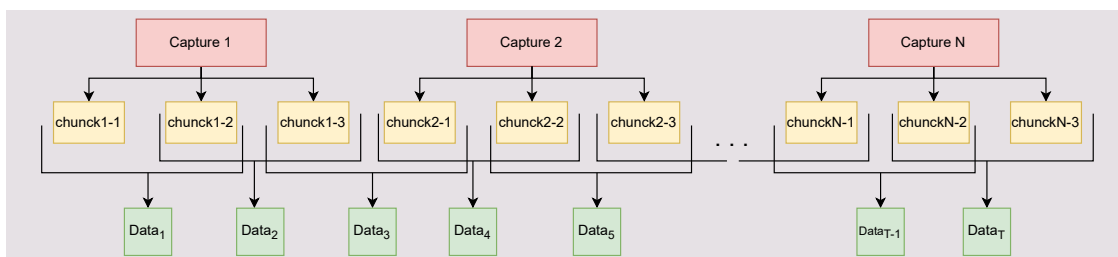 Capture 1 Capture 2 Capture N
chunck1-1 chunck1-2 chunck1-3 chunck2-1 chunck2-2 chunck2-3 . . . chunckN-1 chunckN-2 chunckN-3
Data1 Data2 Data3 Data4 Data5 DataT-1 DataT